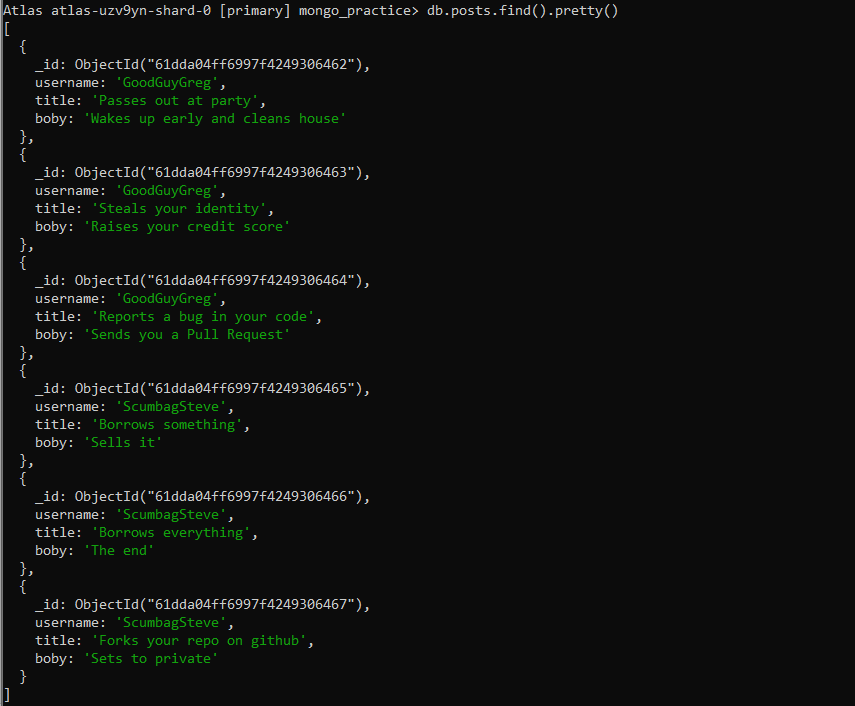 Atlas atlas-uzv9yn-shard-0 [primary] mongo_practice> db.posts.find().pretty()
[
  {
    _id: ObjectId("61dda04ff6997f4249306462"),
    username: 'GoodGuyGreg',
    title: 'Passes out at party',
    boby: 'Wakes up early and cleans house'
  },
  {
    _id: ObjectId("61dda04ff6997f4249306463"),
    username: 'GoodGuyGreg',
    title: 'Steals your identity',
    boby: 'Raises your credit score'
  },
  {
    _id: ObjectId("61dda04ff6997f4249306464"),
    username: 'GoodGuyGreg',
    title: 'Reports a bug in your code',
    boby: 'Sends you a Pull Request'
  },
  {
    _id: ObjectId("61dda04ff6997f4249306465"),
    username: 'ScumbagSteve',
    title: 'Borrows something',
    boby: 'Sells it'
  },
  {
    _id: ObjectId("61dda04ff6997f4249306466"),
    username: 'ScumbagSteve',
    title: 'Borrows everything',
    boby: 'The end'
  },
  {
    _id: ObjectId("61dda04ff6997f4249306467"),
    username: 'ScumbagSteve',
    title: 'Forks your repo on github',
    boby: 'Sets to private'
  }
]